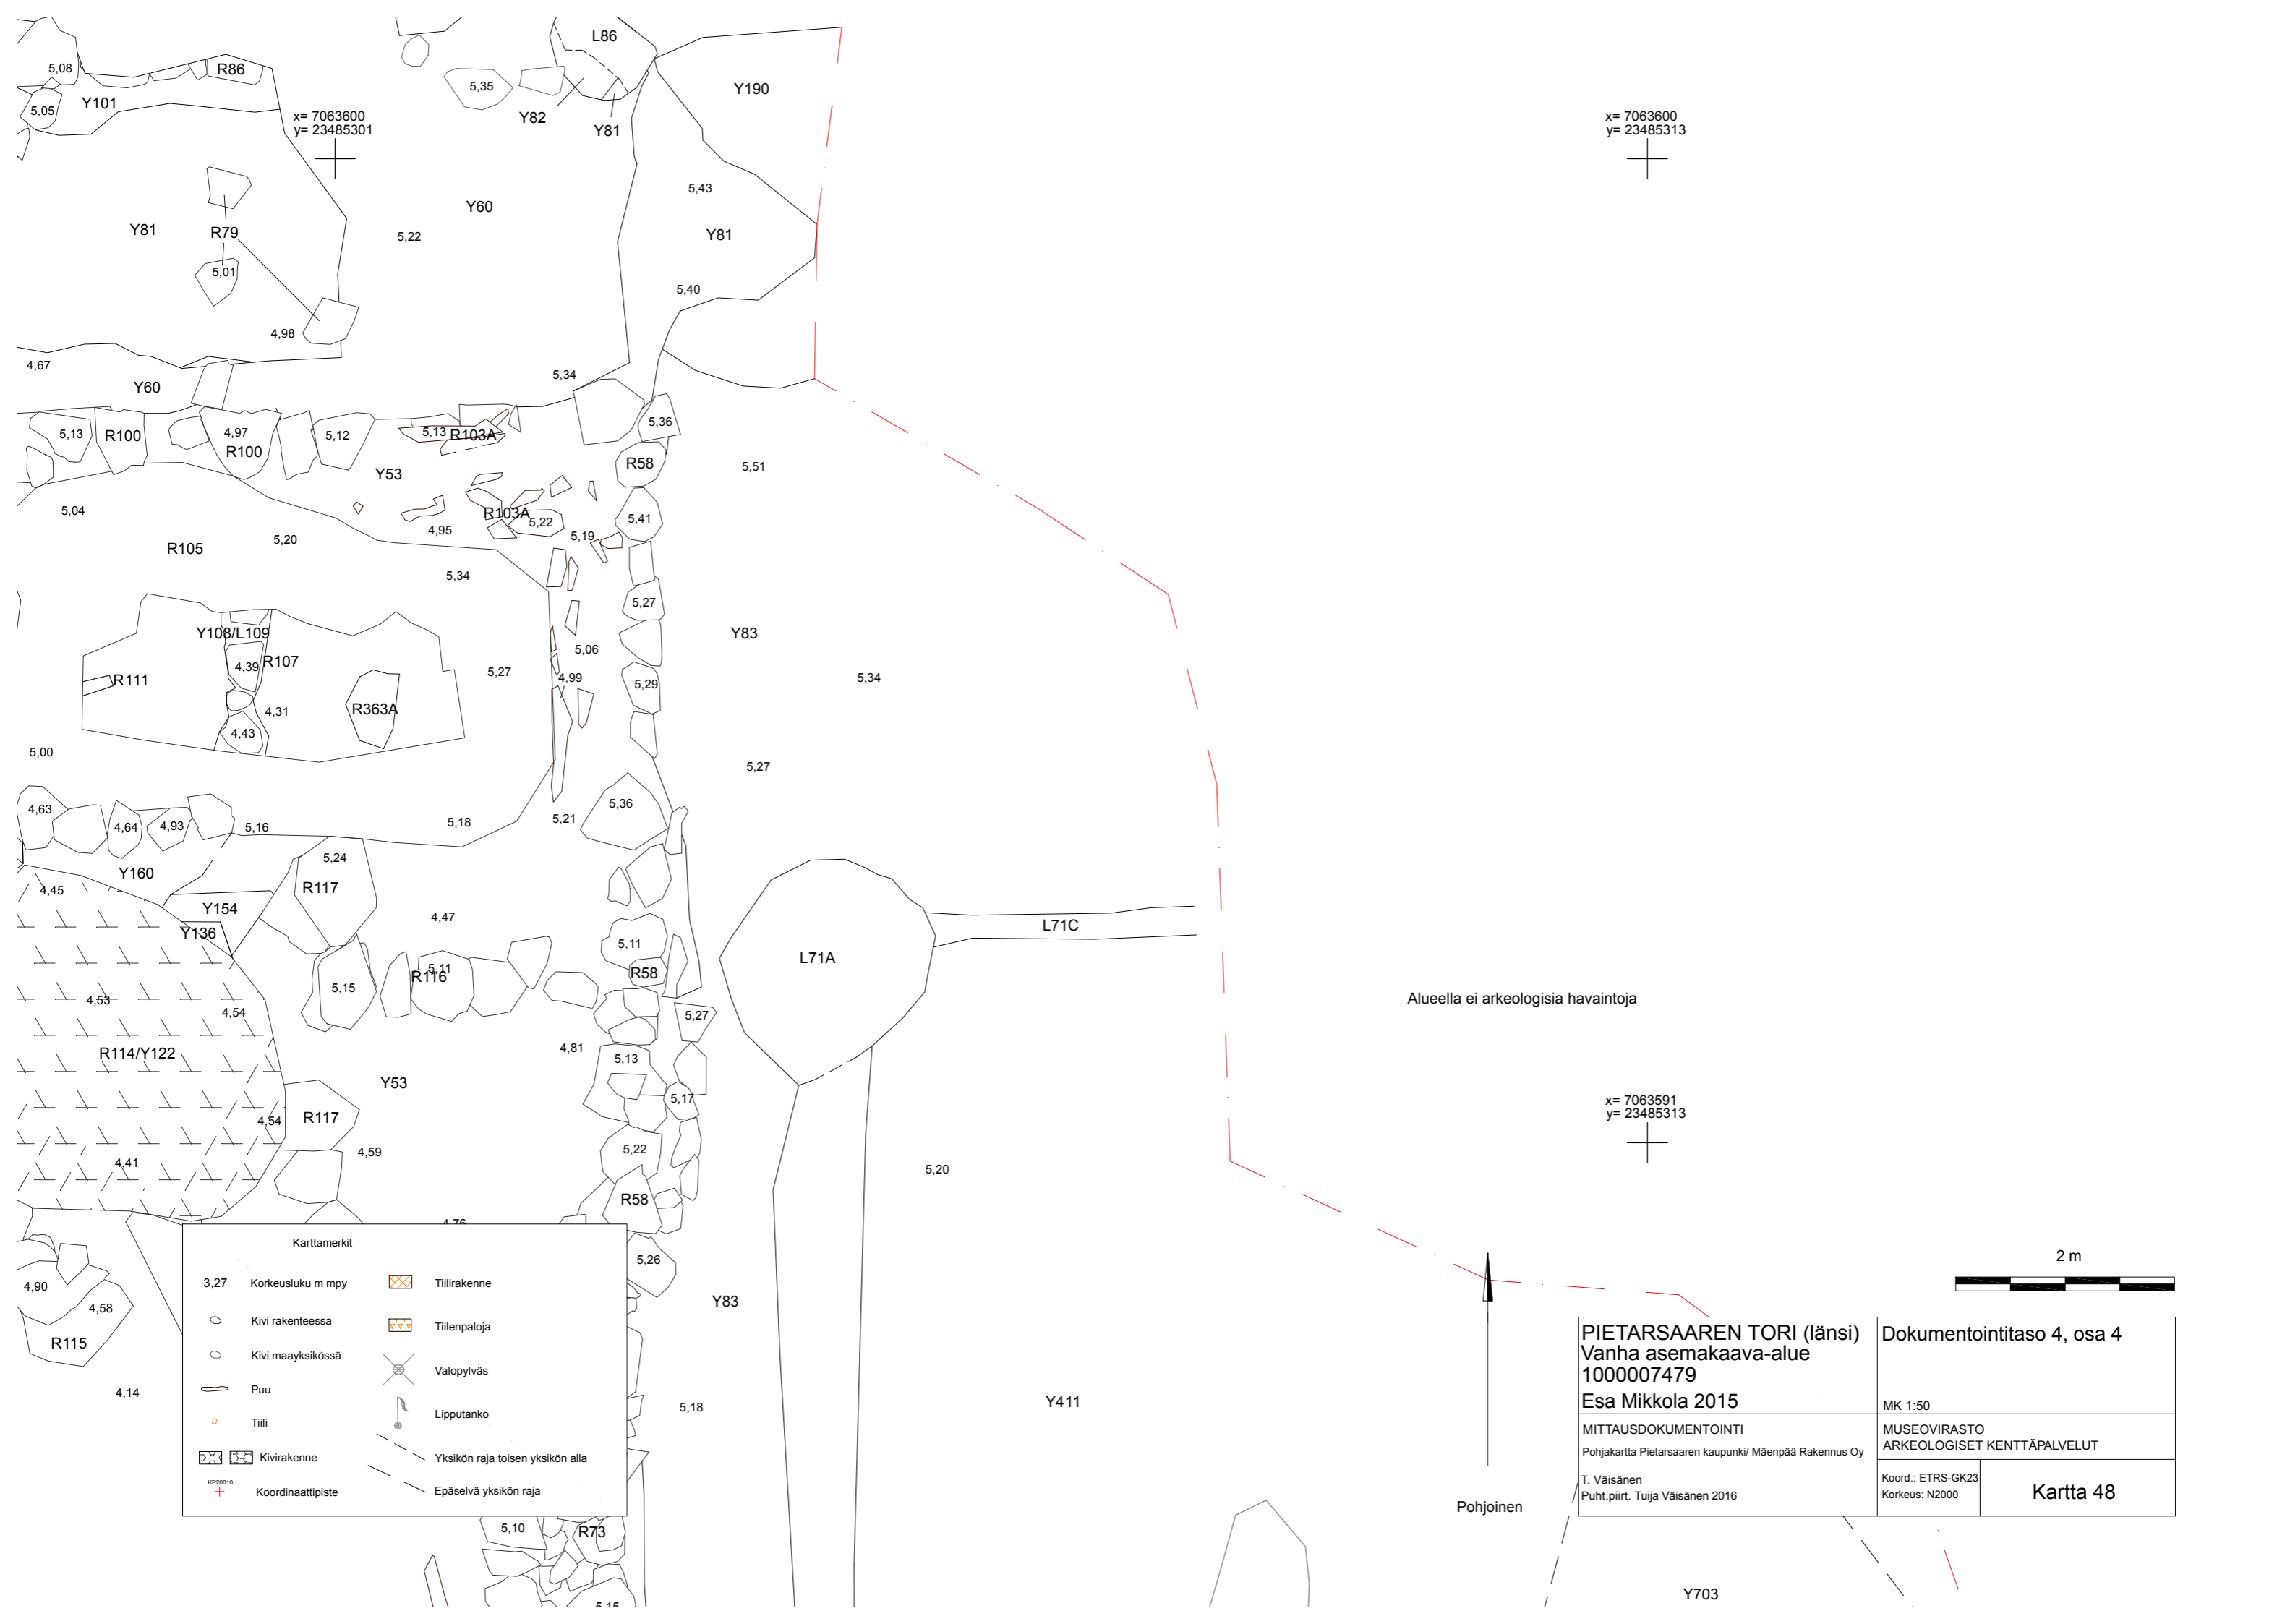 L86
5,08
R86
5,35
Y190
Y101
5,05
x= 7063600
y= 23485301
Y82
Y81
x= 7063600
y= 23485313
5,43
Y60
Y81
R79
5,22
Y81
5,01
5,40
4,98
4,67
5,34
Y60
5,13
R100
4,97
R100
5,12
5,13
R103A
5,36
Y53
R58
5,51
5,04
R103A
5,22
5,41
4,95
5,19
5,20
R105
5,34
5,27
Y108/L109
Y83
5,06
4,39
R107
R111
5,27
4,99
5,29
5,34
R363A
4,31
4,43
5,00
5,27
4,63
4,64
4,93
5,16
5,18
5,21
5,36
5,24
Y160
4,45
R117
Y154
4,47
L71C
Y136
5,11
L71A
5,11
R116
R58
5,15
4,53
4,54
Alueella ei arkeologisia havaintoja
5,27
R114/Y122
4,81
5,13
Y53
5,17
x= 7063591
y= 23485313
4,54
R117
4,59
5,22
4,41
5,20
R58
4,76
Karttamerkit
3,27 Korkeusluku m mpy
Kivi rakenteessa
Kivi maayksikössä
Puu
Tiili
Kivirakenne
KP20010
Koordinaattipiste
Tiilirakenne
Tiilenpaloja
Valopylväs
Lipputanko
Yksikön raja toisen yksikön alla
Epäselvä yksikön raja
5,26
4,90
4,58
Y83
R115
4,14
5,18
Y411
2 m
PIETARSAAREN TORI (länsi)
Vanha asemakaava-alue
1000007479
Esa Mikkola 2015
Dokumentointitaso 4, osa 4
MK 1:50
MITTAUSDOKUMENTOINTI
Pohjakartta Pietarsaaren kaupunki/ Mäenpää Rakennus Oy
T. Väisänen
Puht.piirt. Tuija Väisänen 2016
MUSEOVIRASTO
ARKEOLOGISET KENTTÄPALVELUT
Koord.: ETRS-GK23
Korkeus: N2000
Kartta 48
Pohjoinen
5,10
R73
Y703
5,15